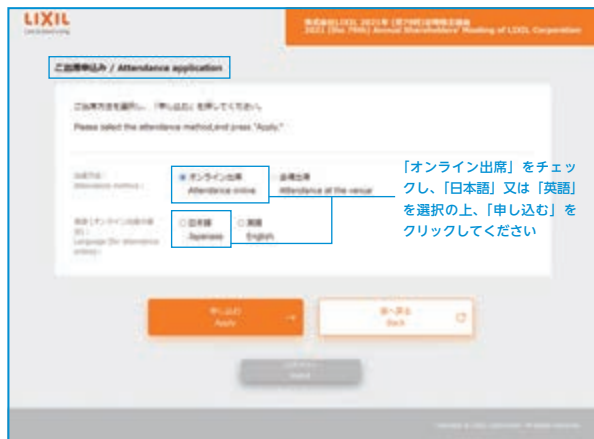 LIXIL
株式会社LIXIL 2021年 (第79回)定時株主総会
2021 (the 79th) Annual Shareholders' Meeting of LIXIL Corporation
ご出席申込み / Attendance application
ご出席方法を選択し、「申し込む」を押してください。
Please select the attendance method,and press "Apply."
オンライン出席
会場出席
Attendance method :
Attendance online
Attendance at the venue
日本語
英語
Japanese
English
Language (for attendance
online) :
「オンライン出席」をチェッ
クし、「日本語」又は「英語」
を選択の上、「申し込む」を
クリックしてください
申し込む
Apply
前へ戻る
Back